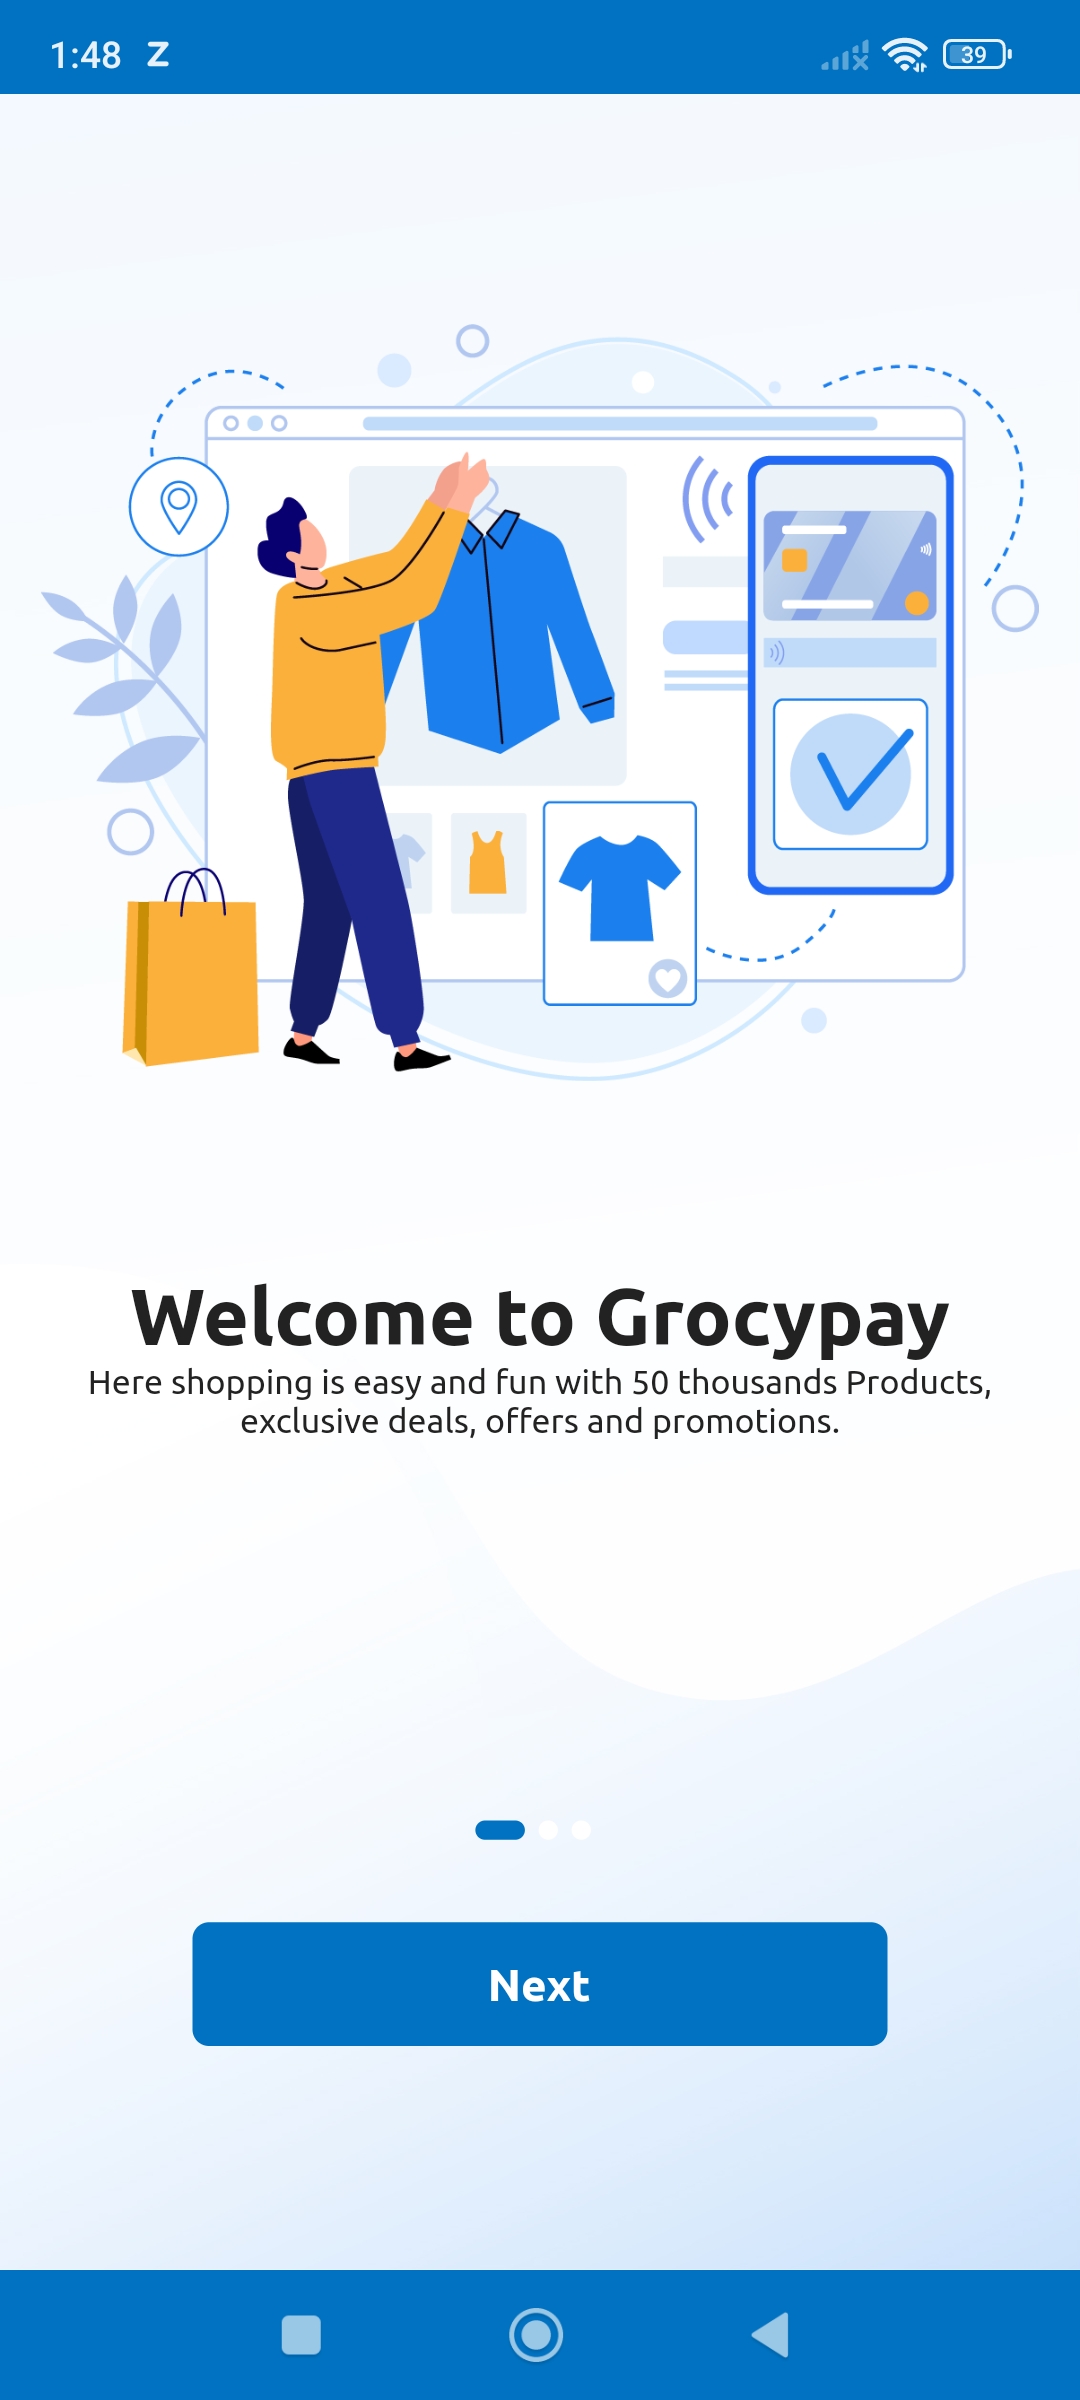 1:48 Z 39
Welcome to Grocypay
Here shopping is easy and fun with 50 thousands Products,
exclusive deals, offers and promotions.
Next